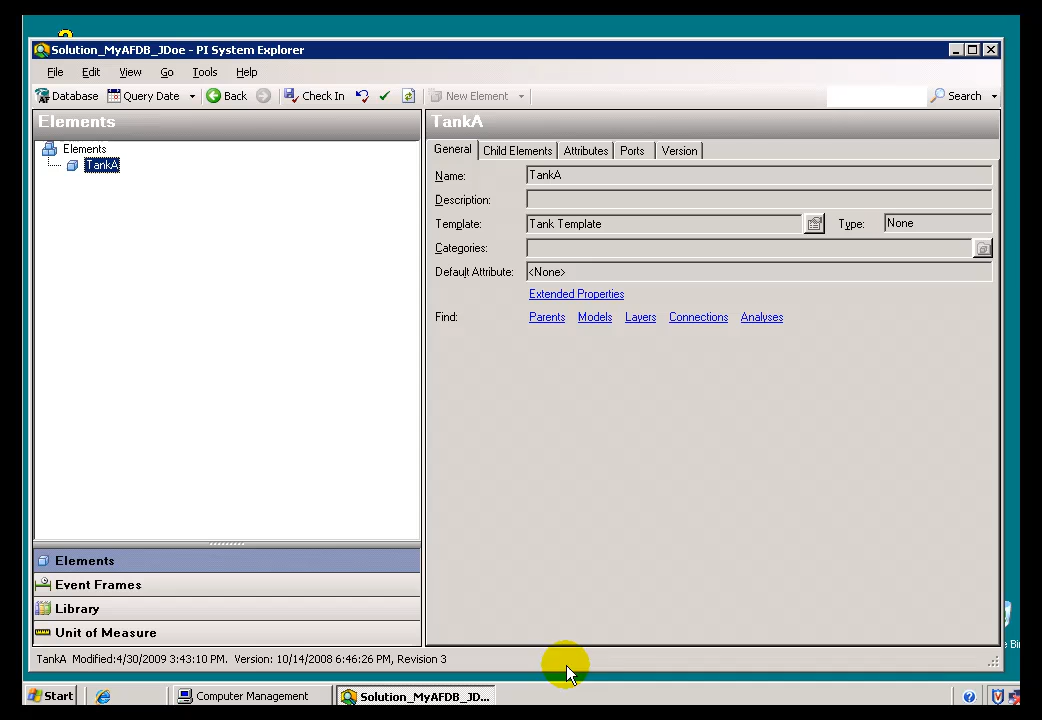 Solution_MyAFDB_JDoe - PI System Explorer
File Edit View Go Tools Help
Database Query Date Back Check In New Element Search
Elements
TankA
Elements
TankA
General Child Elements Attributes Ports Version
Name: TankA
Description:
Template: Tank Template Type: None
Categories:
Default Attribute: <None>
Extended Properties
Find: Parents Models Layers Connections Analyses
Elements
Event Frames
Library
Unit of Measure
TankA Modified:4/30/2009 3:43:10 PM. Version: 10/14/2008 6:46:26 PM, Revision 3
Start Computer Management Solution_MyAFDB_JD...